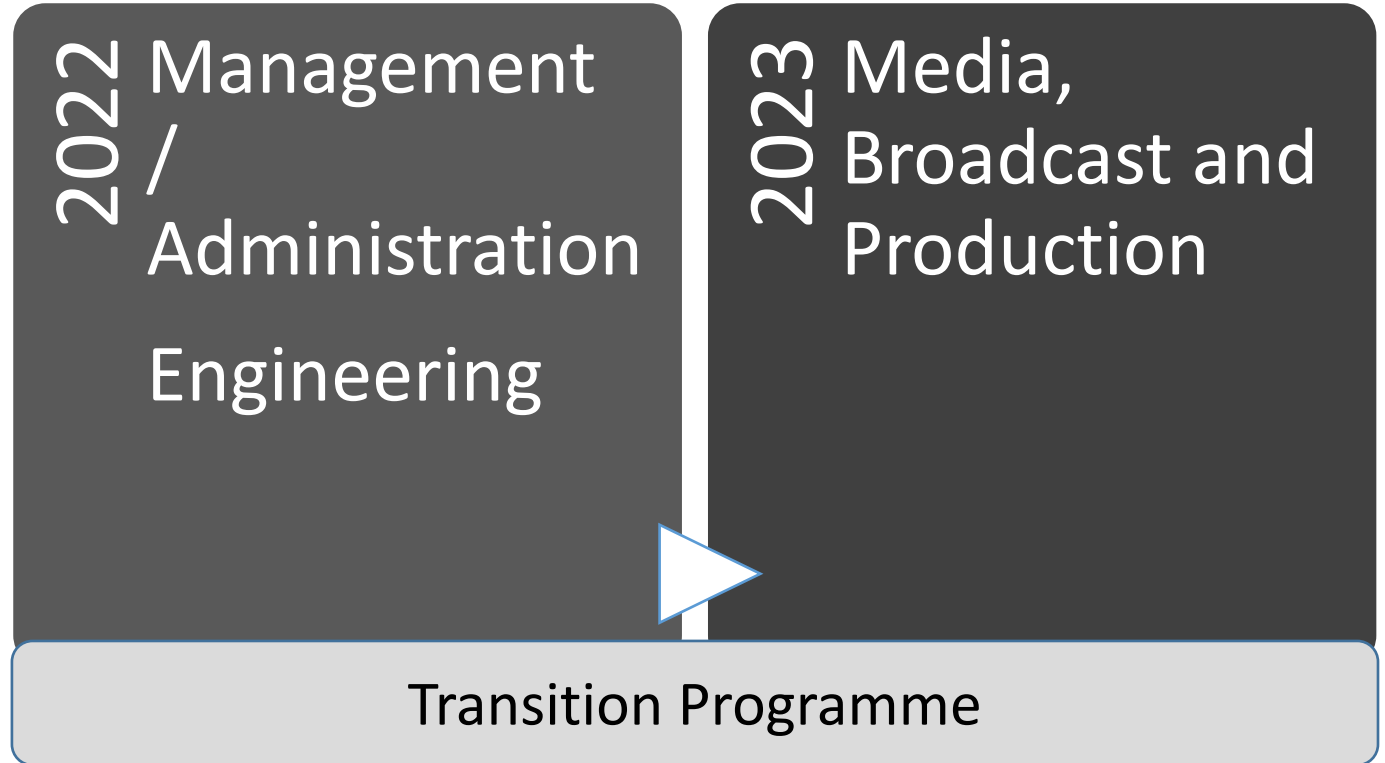 2022
Management
/
Administration
Engineering
2023
Media,
Broadcast and
Production
Transition Programme